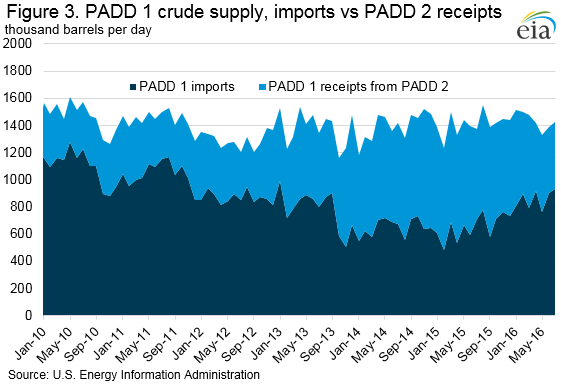 Figure 3. PADD 1 crude supply, imports vs PADD 2 receipts
thousand barrels per day
eia
2000
1800
1600
1400
1200
1000
800
600
400
200
0
PADD 1 imports
PADD 1 receipts from PADD 2
Jan-10
May-10
Sep-10
Jan-11
May-11
Sep-11
Jan-12
May-12
Sep-12
Jan-13
May-13
Sep-13
Jan-14
May-14
Sep-14
Jan-15
May-15
Sep-15
Jan-16
May-16
Source: U.S. Energy Information Administration